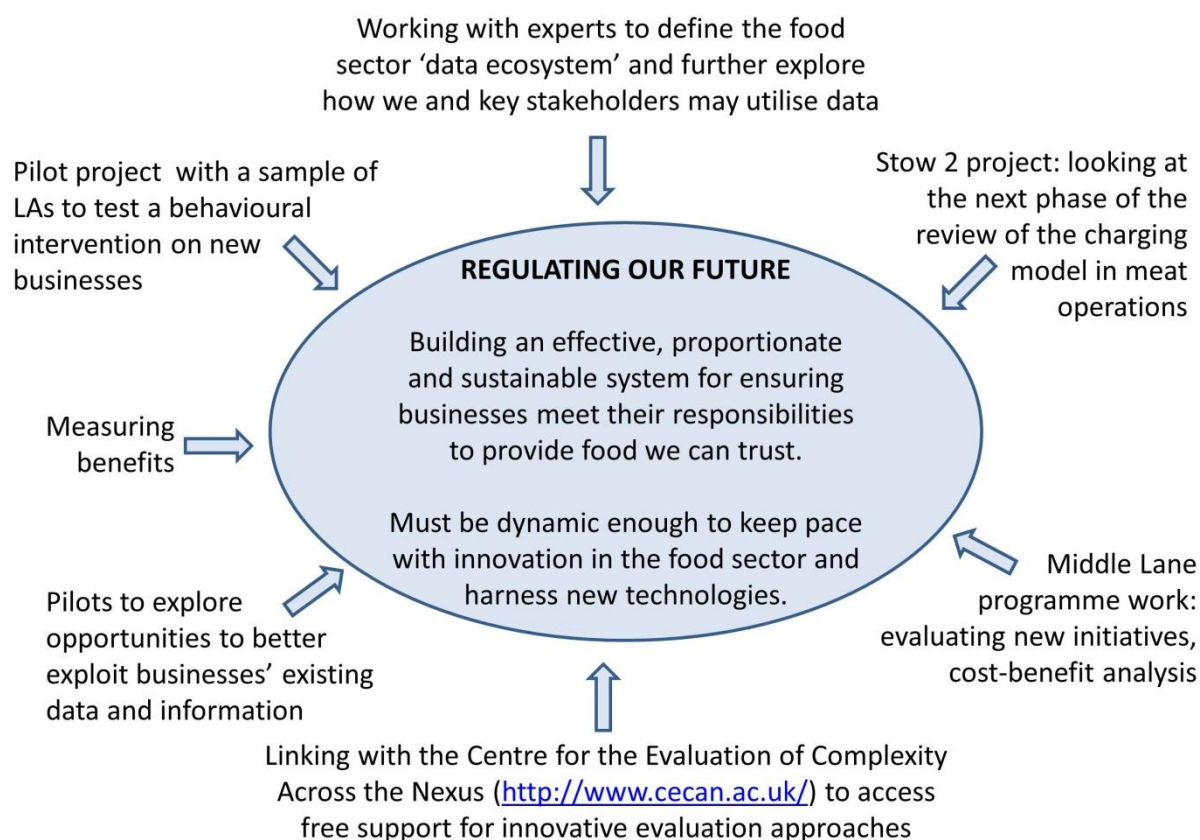 Working with experts to define the food
sector ‘data ecosystem’ and further explore
how we and key stakeholders may utilise data
Pilot project with a sample of
LAs to test a behavioural
intervention on new
businesses
Stow 2 project: looking at
the next phase of the
review of the charging
model in meat
operations
REGULATING OUR FUTURE
Building an effective, proportionate
and sustainable system for ensuring
businesses meet their responsibilities
to provide food we can trust.
Must be dynamic enough to keep pace
with innovation in the food sector and
harness new technologies.
Measuring
benefits
Pilots to explore
opportunities to better
exploit businesses’ existing
data and information
Middle Lane
programme work:
evaluating new initiatives,
cost-benefit analysis
Linking with the Centre for the Evaluation of Complexity
Across the Nexus (http://www.cecan.ac.uk/) to access
free support for innovative evaluation approaches